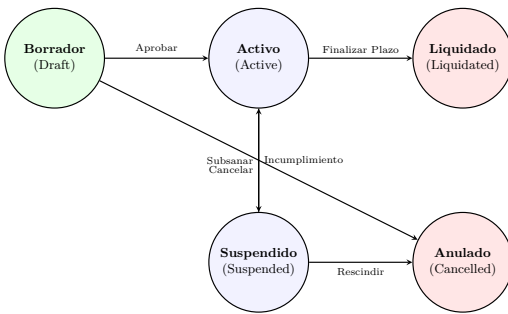 Borrador
(Draft)
Aprobar
Activo
(Active)
Finalizar Plazo
Liquidado
(Liquidated)
Subsanar
Incumplimiento
Cancelar
Suspendido
(Suspended)
Rescindir
Anulado
(Cancelled)